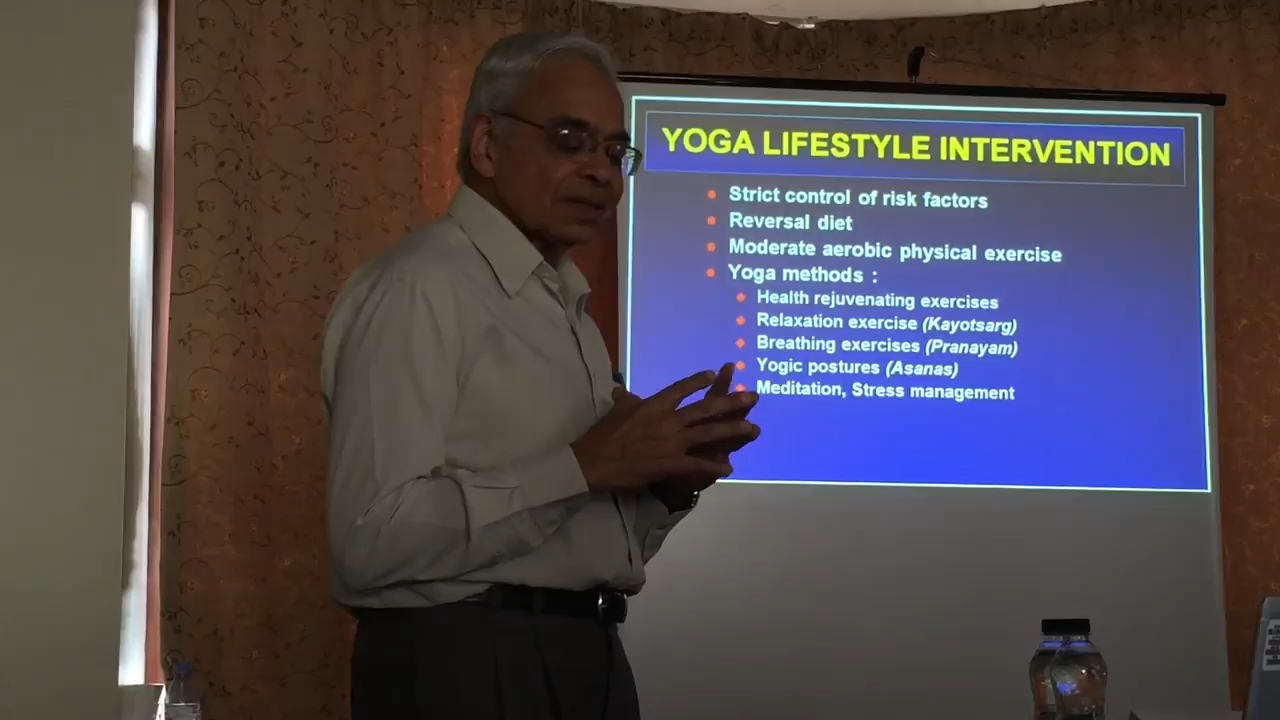 YOGA LIFESTYLE INTERVENTION
Strict control of risk factors
Reversal diet
Moderate aerobic physical exercise
Yoga methods :
Health rejuvenating exercises
Relaxation exercise (Kayotsarg)
Breathing exercises (Pranayam)
Yogic postures (Asanas)
Meditation, Stress management